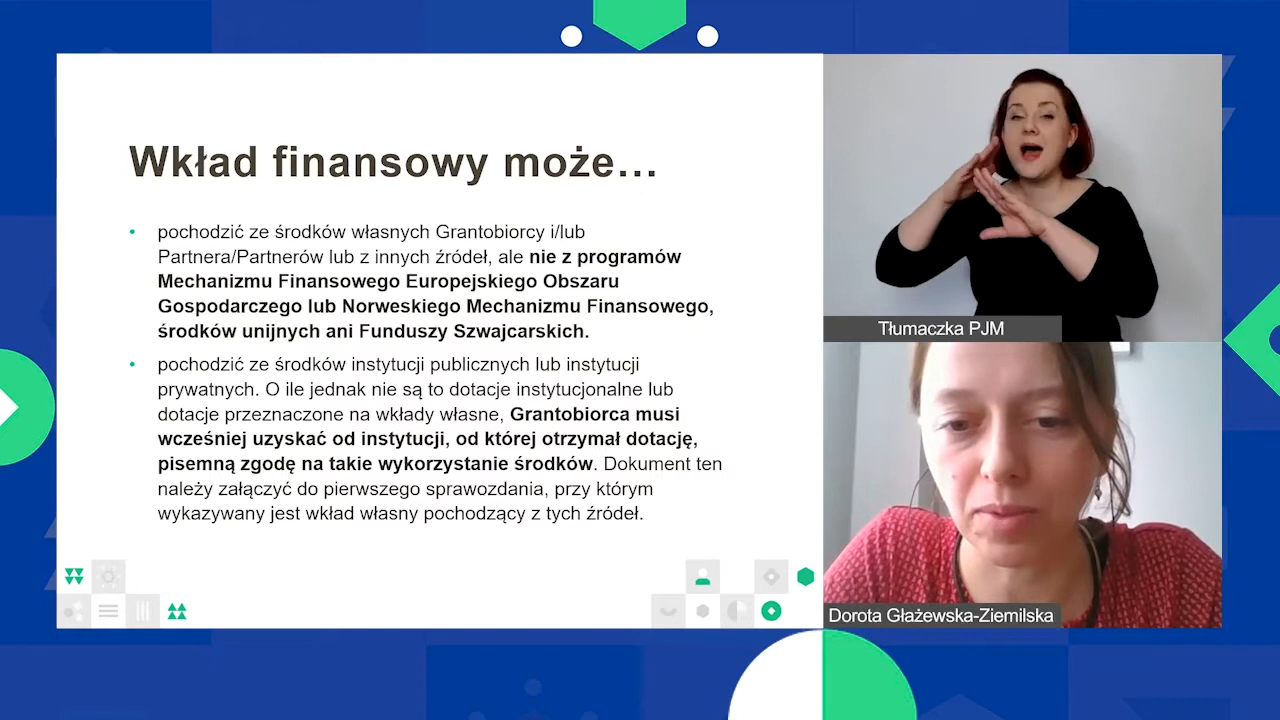 Wkład finansowy może...
• pochodzić ze środków własnych Grantobiorcy i/lub
Partnera/Partnerów lub z innych źródeł, ale nie z programów
Mechanizmu Finansowego Europejskiego Obszaru
Gospodarczego lub Norweskiego Mechanizmu Finansowego,
środków unijnych ani Funduszy Szwajcarskich.
• pochodzić ze środków instytucji publicznych lub instytucji
prywatnych. O ile jednak nie są to dotacje instytucjonalne lub
dotacje przeznaczone na wkłady własne, Grantobiorca musi
wcześniej uzyskać od instytucji, od której otrzymał dotację,
pisemną zgodę na takie wykorzystanie środków. Dokument ten
należy załączyć do pierwszego sprawozdania, przy którym
wykazywany jest wkład własny pochodzący z tych źródeł.
Tłumaczka PJM
Dorota Głażewska-Ziemilska